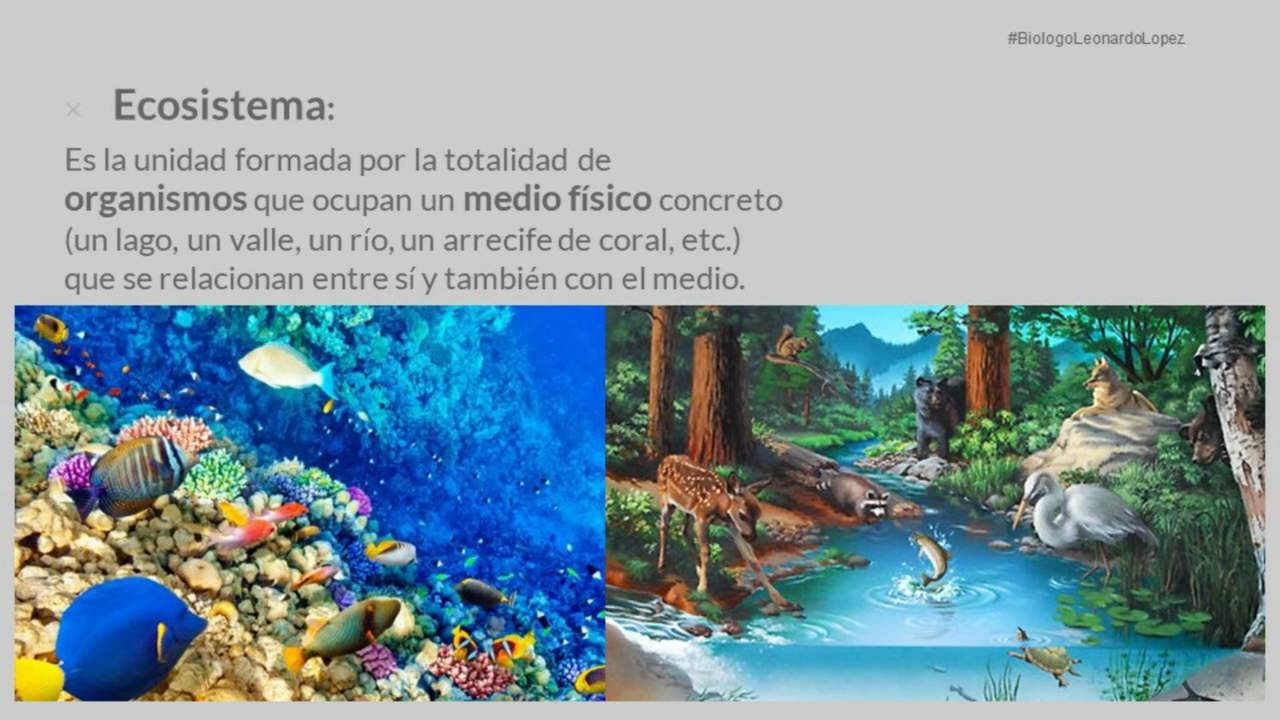 #BiologoLeonardoLopez
× Ecosistema:
Es la unidad formada por la totalidad de
organismos que ocupan un medio físico concreto
(un lago, un valle, un río, un arrecife de coral, etc.)
que se relacionan entre sí y también con el medio.